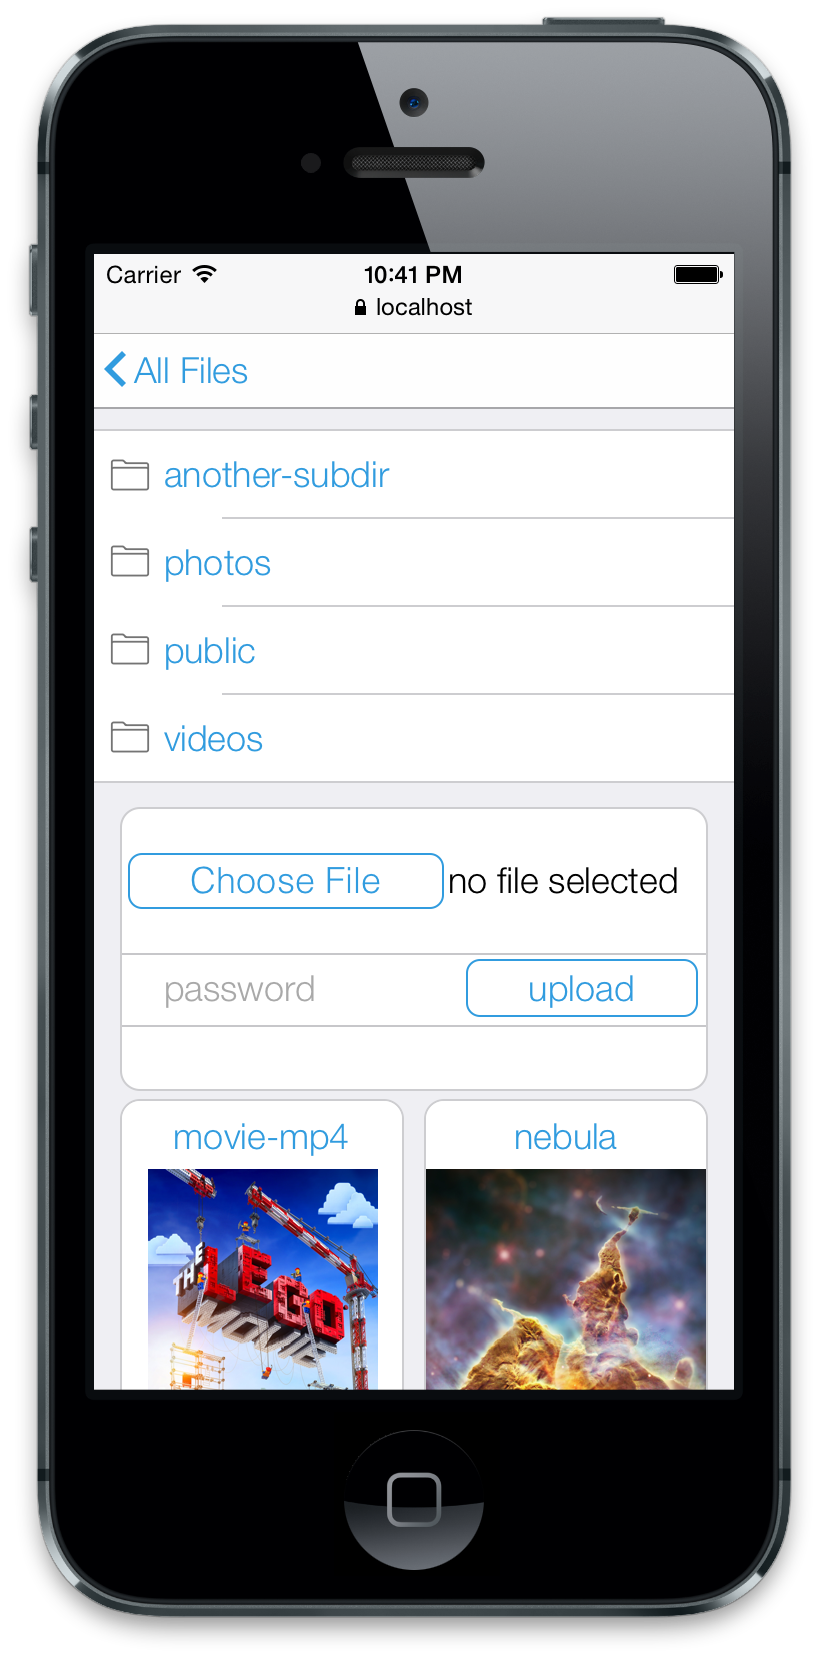 Carrier 10:41 PM
localhost
All Files
another-subdir
photos
public
videos
Choose File no file selected
password upload
movie-mp4 nebula
THE
LEGO
MOVIE